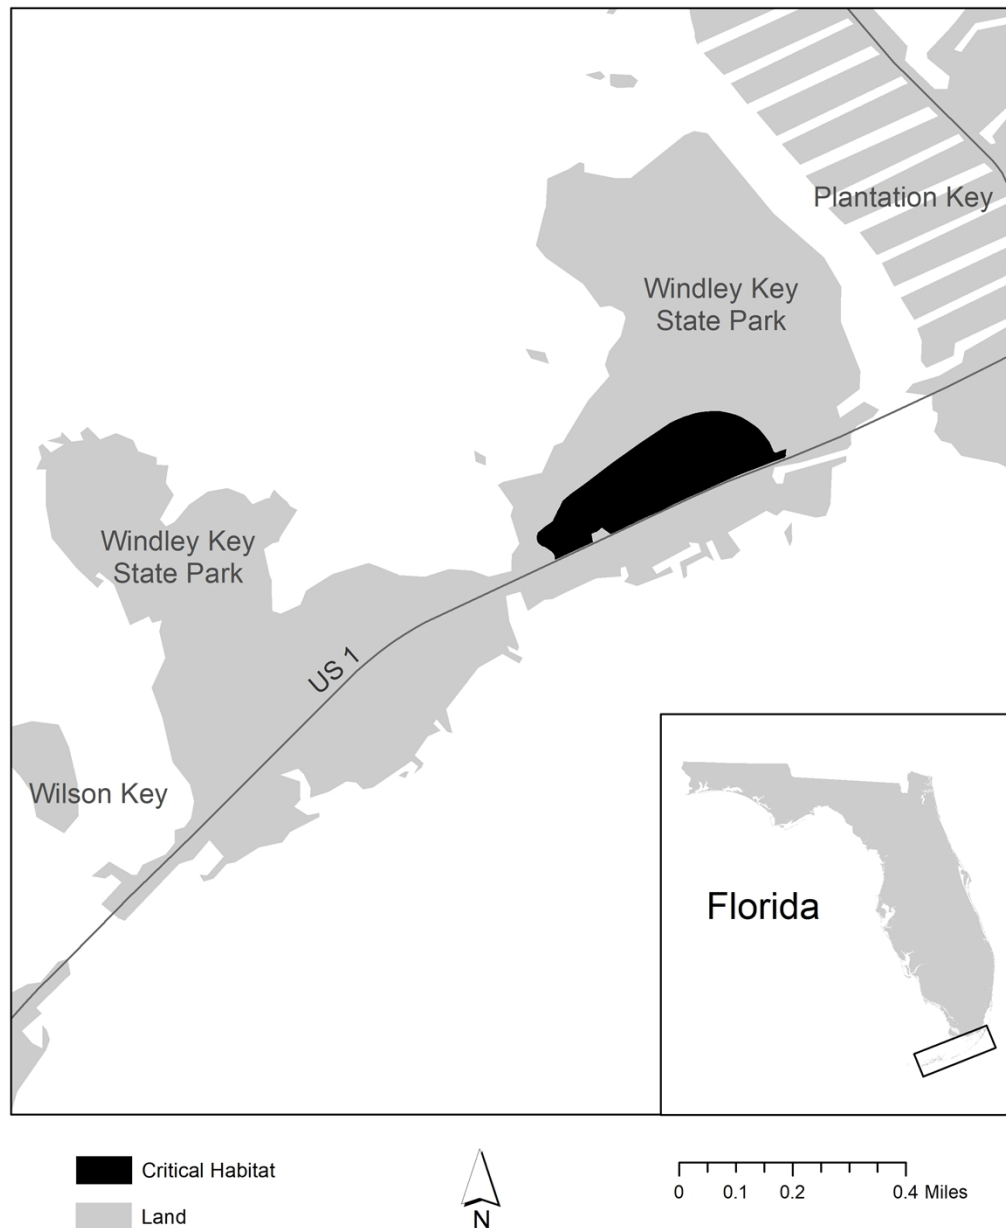 Plantation Key
Windley Key
State Park
Windley Key
State Park
US 1
Wilson Key
Florida
Critical Habitat
Land
N
0 0.1 0.2 0.4 Miles